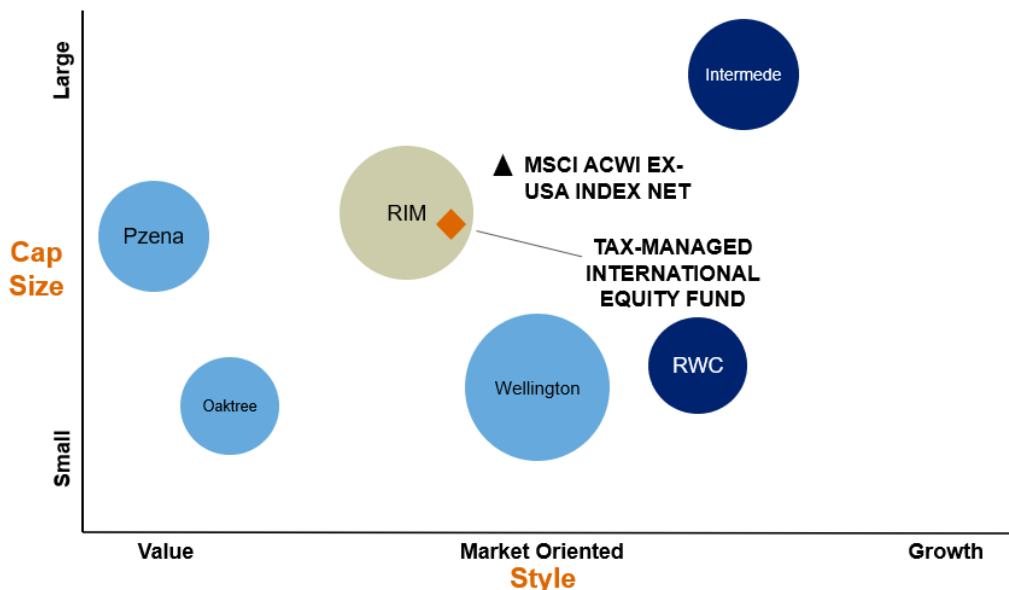 Large
Intermede
MSCI ACWI EX-
USA INDEX NET
RIM
Pzena
Cap
Size
TAX-MANAGED
INTERNATIONAL
EQUITY FUND
RWC
Wellington
Oaktree
Small
Value
Market Oriented
Growth
Style